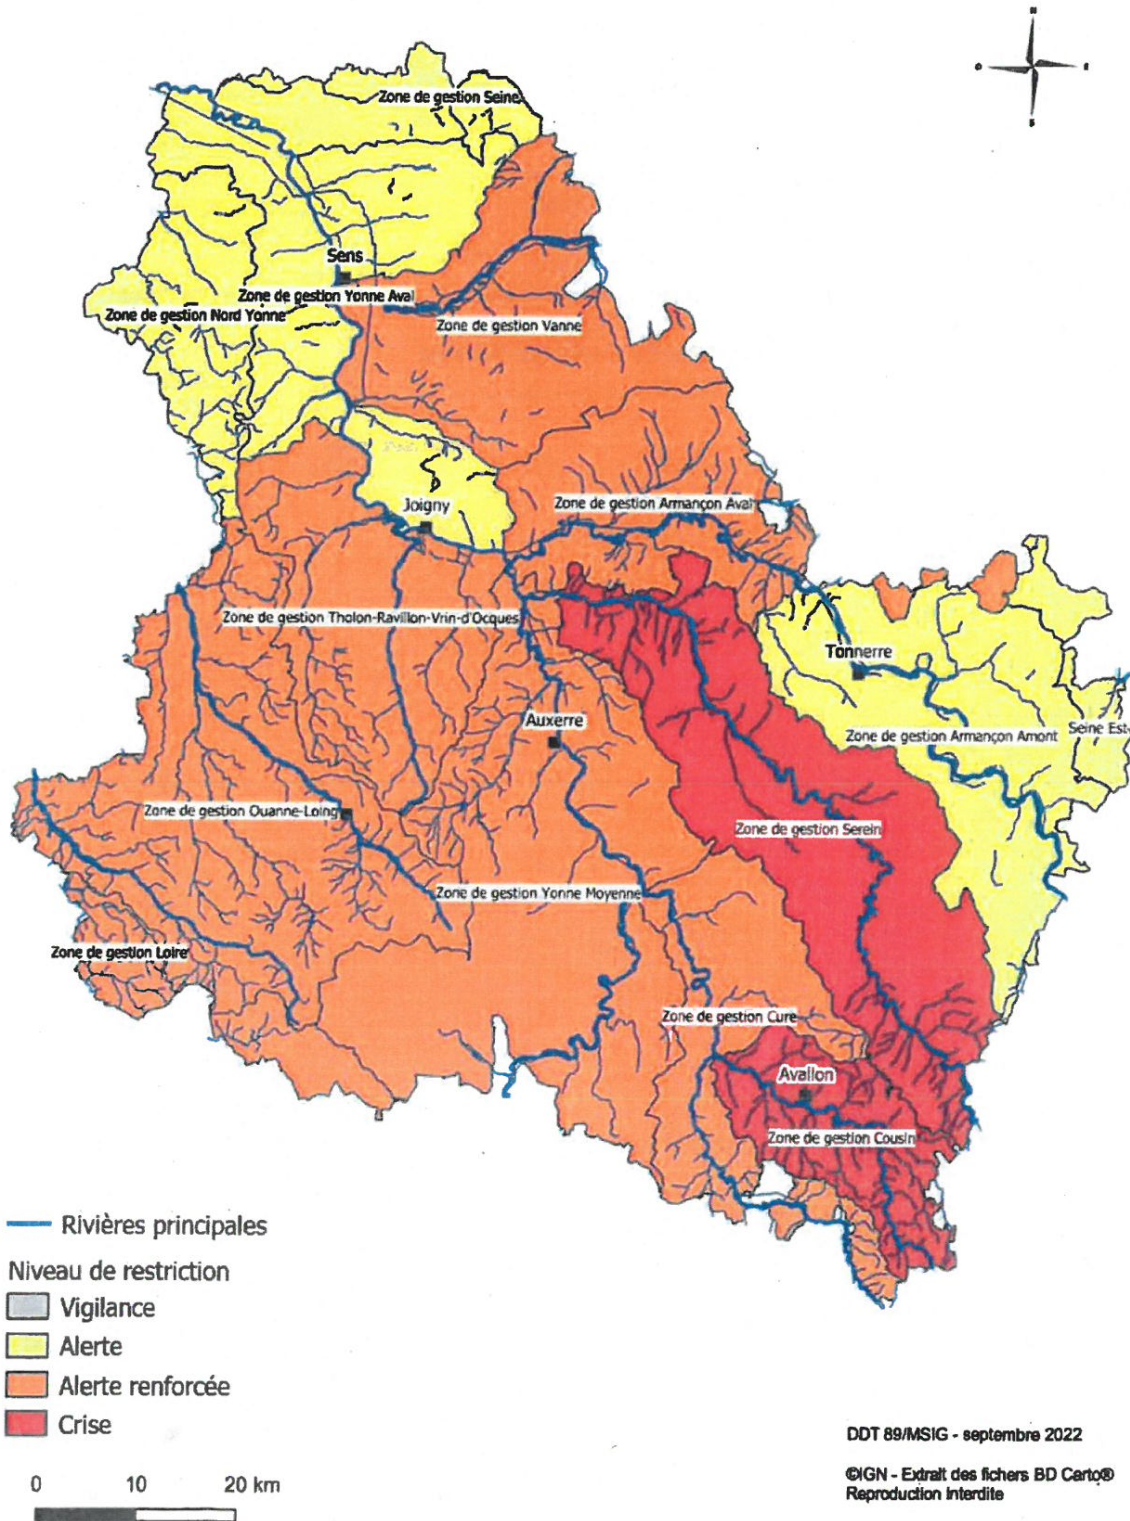 N
O
E
S
Zone de gestion Seine
Sens
Zone de gestion Yonne Aval
Zone de gestion Nord Yonne
Zone de gestion Vanne
Joigny
Zone de gestion Armançon Aval
Zone de gestion Tholon-Ravillon-Vrin-d'Ocques
Tonnerre
Auxerre
Zone de gestion Armançon Amont
Seine Est
Zone de gestion Ouanne-Loing
Zone de gestion Serein
Zone de gestion Yonne Moyenne
Zone de gestion Loire
Zone de gestion Cure
Avallon
Zone de gestion Cousin
Rivières principales
Niveau de restriction
Vigilance
Alerte
Alerte renforcée
Crise
0 10 20 km
DDT 89/MSIG - septembre 2022
©IGN - Extrait des fichiers BD Carto®
Reproduction interdite